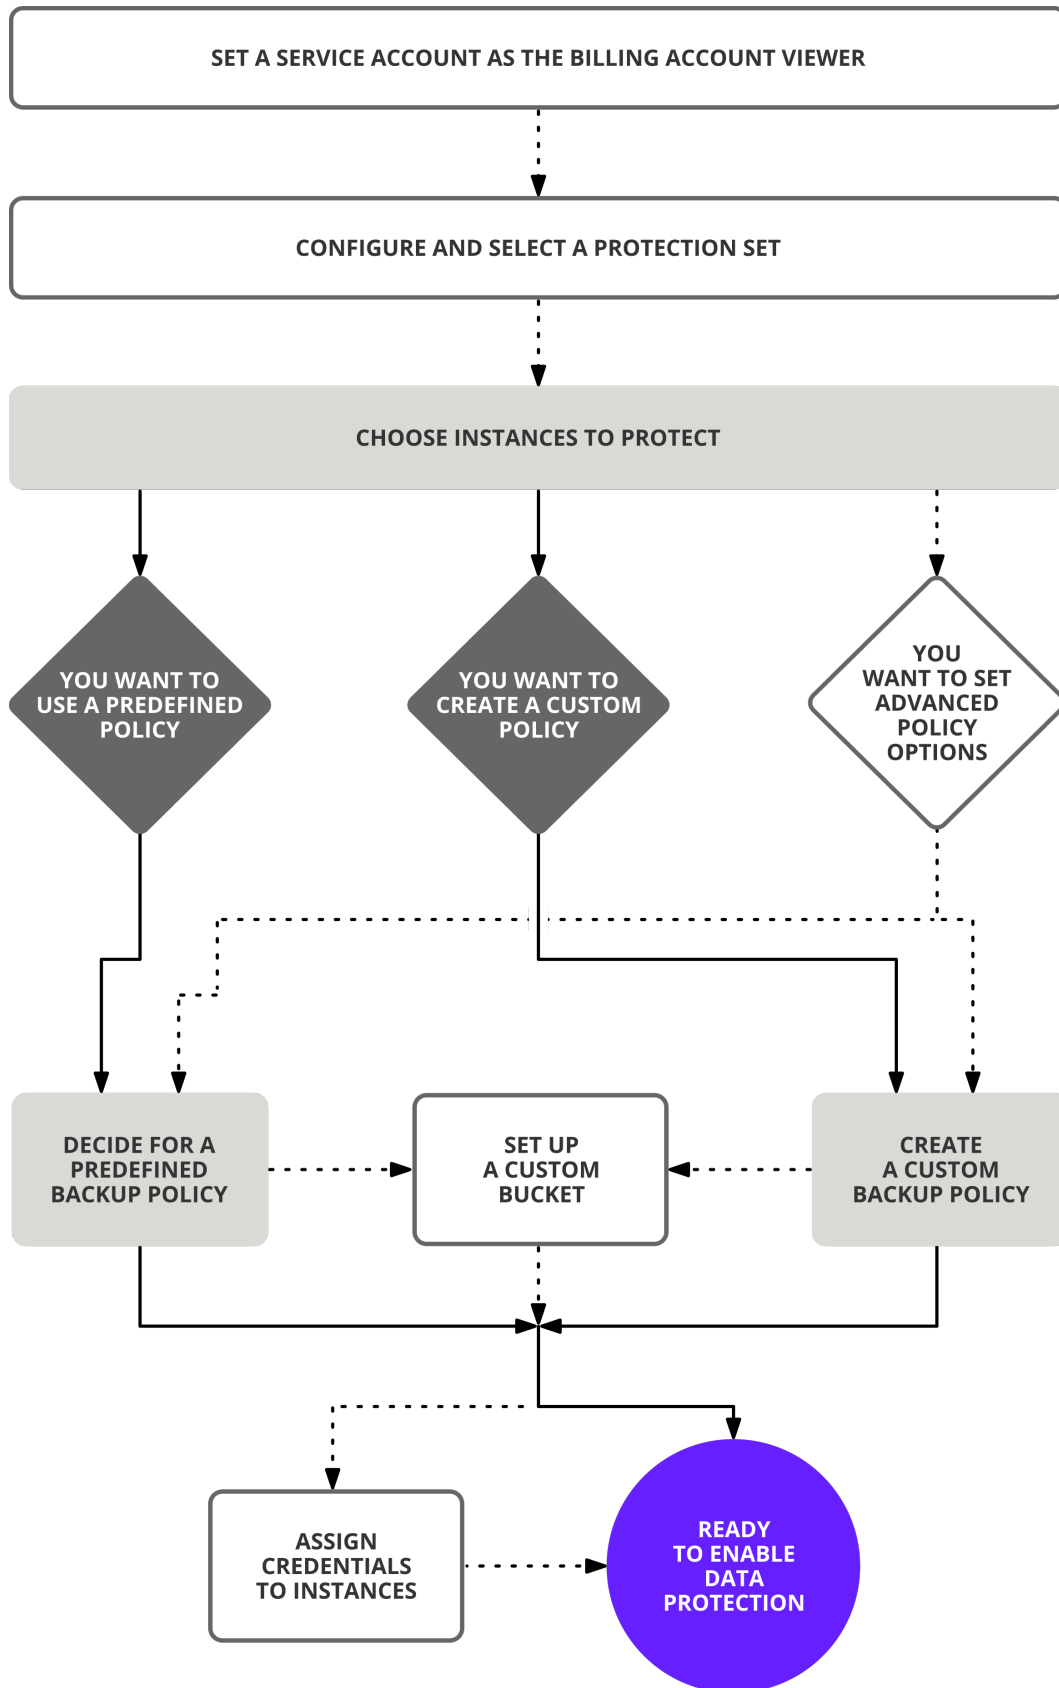 SET A SERVICE ACCOUNT AS THE BILLING ACCOUNT VIEWER
CONFIGURE AND SELECT A PROTECTION SET
CHOOSE INSTANCES TO PROTECT
YOU WANT TO
USE A PREDEFINED
POLICY
YOU WANT TO
CREATE A CUSTOM
POLICY
YOU
WANT TO SET
ADVANCED
POLICY
OPTIONS
DECIDE FOR A
PREDEFINED
BACKUP POLICY
SET UP
A CUSTOM
BUCKET
CREATE
A CUSTOM
BACKUP POLICY
ASSIGN
CREDENTIALS
TO INSTANCES
READY
TO ENABLE
DATA
PROTECTION